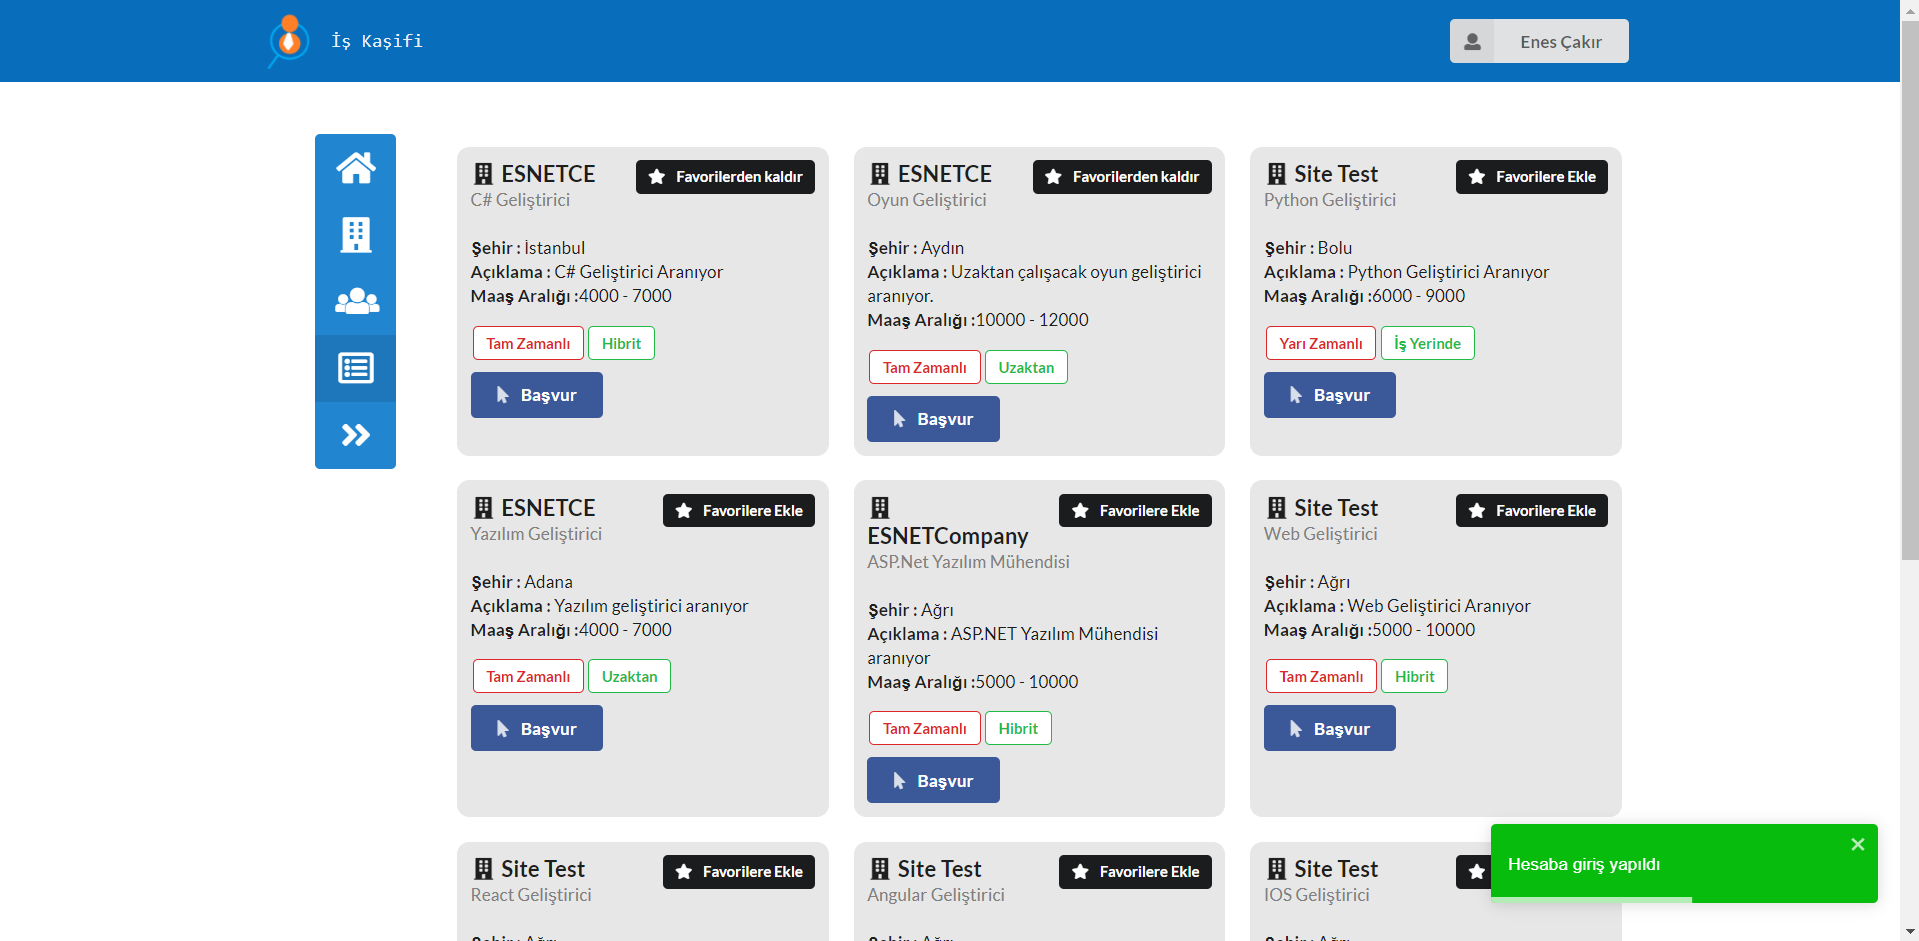 İş Kaşifi
Enes Çakır
ESNETCE
Favorilerden kaldır
C# Geliştirici
Şehir : İstanbul
Açıklama : C# Geliştirici Aranıyor
Maaş Aralığı :4000 - 7000
Tam Zamanlı Hibrit
Başvur
ESNETCE
Favorilerden kaldır
Oyun Geliştirici
Şehir : Aydın
Açıklama : Uzaktan çalışacak oyun geliştirici
aranıyor.
Maaş Aralığı :10000 - 12000
Tam Zamanlı Uzaktan
Başvur
Site Test
Favorilere Ekle
Python Geliştirici
Şehir : Bolu
Açıklama : Python Geliştirici Aranıyor
Maaş Aralığı :6000 - 9000
Yarı Zamanlı İş Yerinde
Başvur
ESNETCE
Favorilere Ekle
Yazılım Geliştirici
Şehir : Adana
Açıklama : Yazılım geliştirici aranıyor
Maaş Aralığı :4000 - 7000
Tam Zamanlı Uzaktan
Başvur
Favorilere Ekle
ESNETCompany
ASP.Net Yazılım Mühendisi
Şehir : Ağrı
Açıklama : ASP.NET Yazılım Mühendisi
aranıyor
Maaş Aralığı :5000 - 10000
Tam Zamanlı Hibrit
Başvur
Site Test
Favorilere Ekle
Web Geliştirici
Şehir : Ağrı
Açıklama : Web Geliştirici Aranıyor
Maaş Aralığı :5000 - 10000
Tam Zamanlı Hibrit
Başvur
Site Test
Favorilere Ekle
React Geliştirici
Site Test
Favorilere Ekle
Angular Geliştirici
Site Test
IOS Geliştirici
Hesaba giriş yapıldı